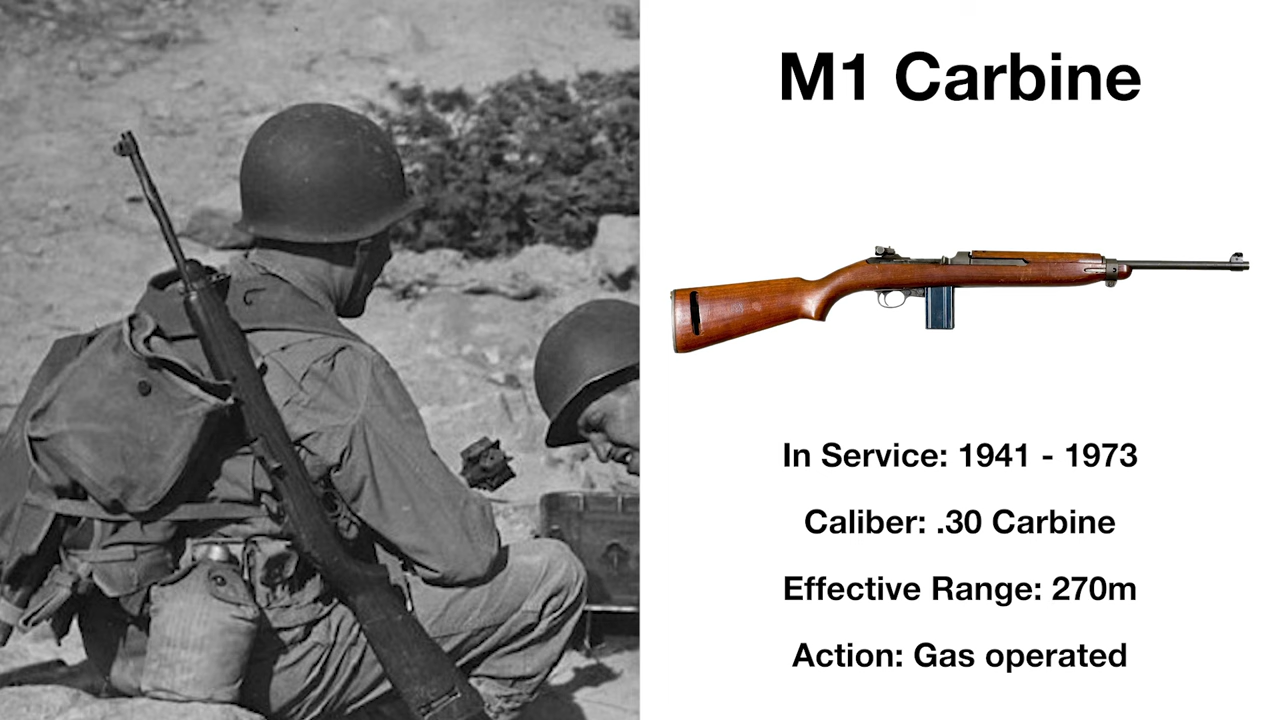 M1 Carbine
In Service: 1941 - 1973
Caliber: .30 Carbine
Effective Range: 270m
Action: Gas operated